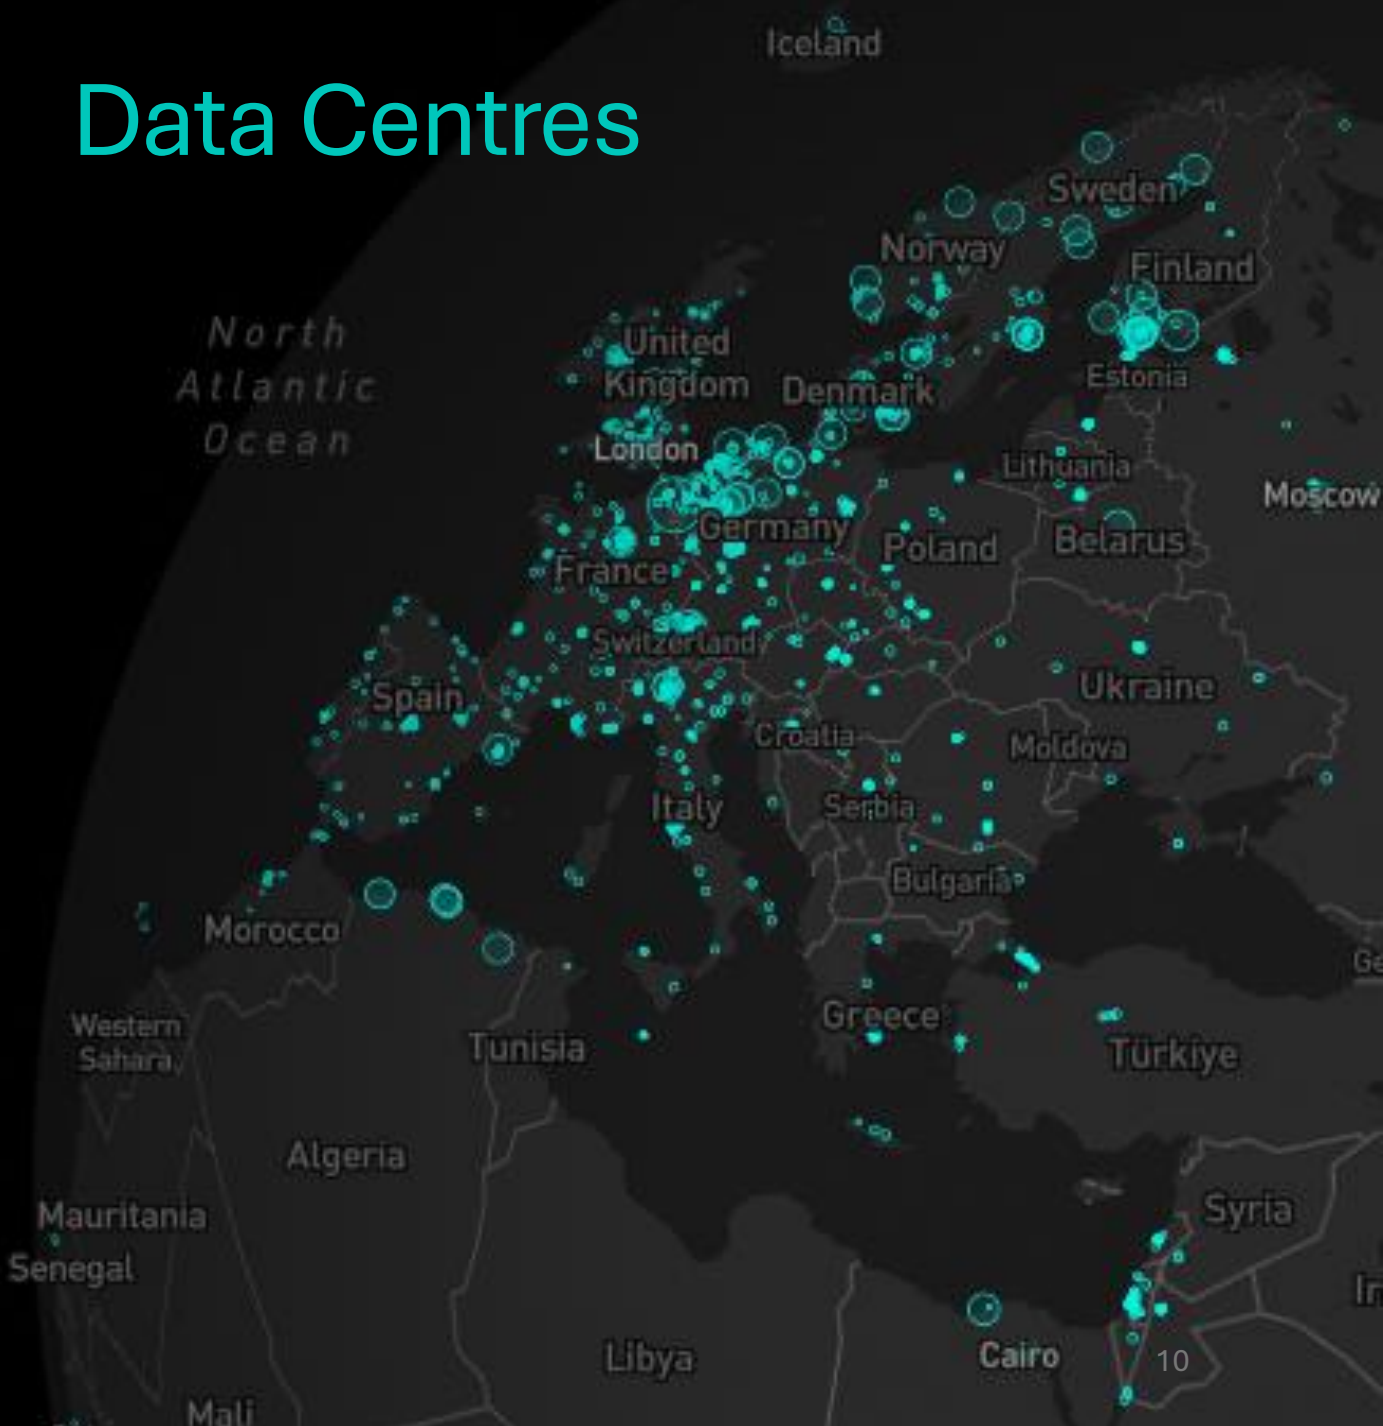 Iceland
Data Centres
Sweden
Norway
Finland
North
Atlantic
Ocean
United
Kingdom
Denmark
Estonia
London
Lithuania
Moscow
Germany
Poland
Belarus
France
Switzerland
Spain
Ukraine
Croatia
Moldova
Italy
Serbia
Bulgaria
Morocco
Ge
Greece
Western
Sahara
Tunisia
Türkiye
Algeria
Mauritania
Syria
Senegal
Libya
Cairo
10
Mali